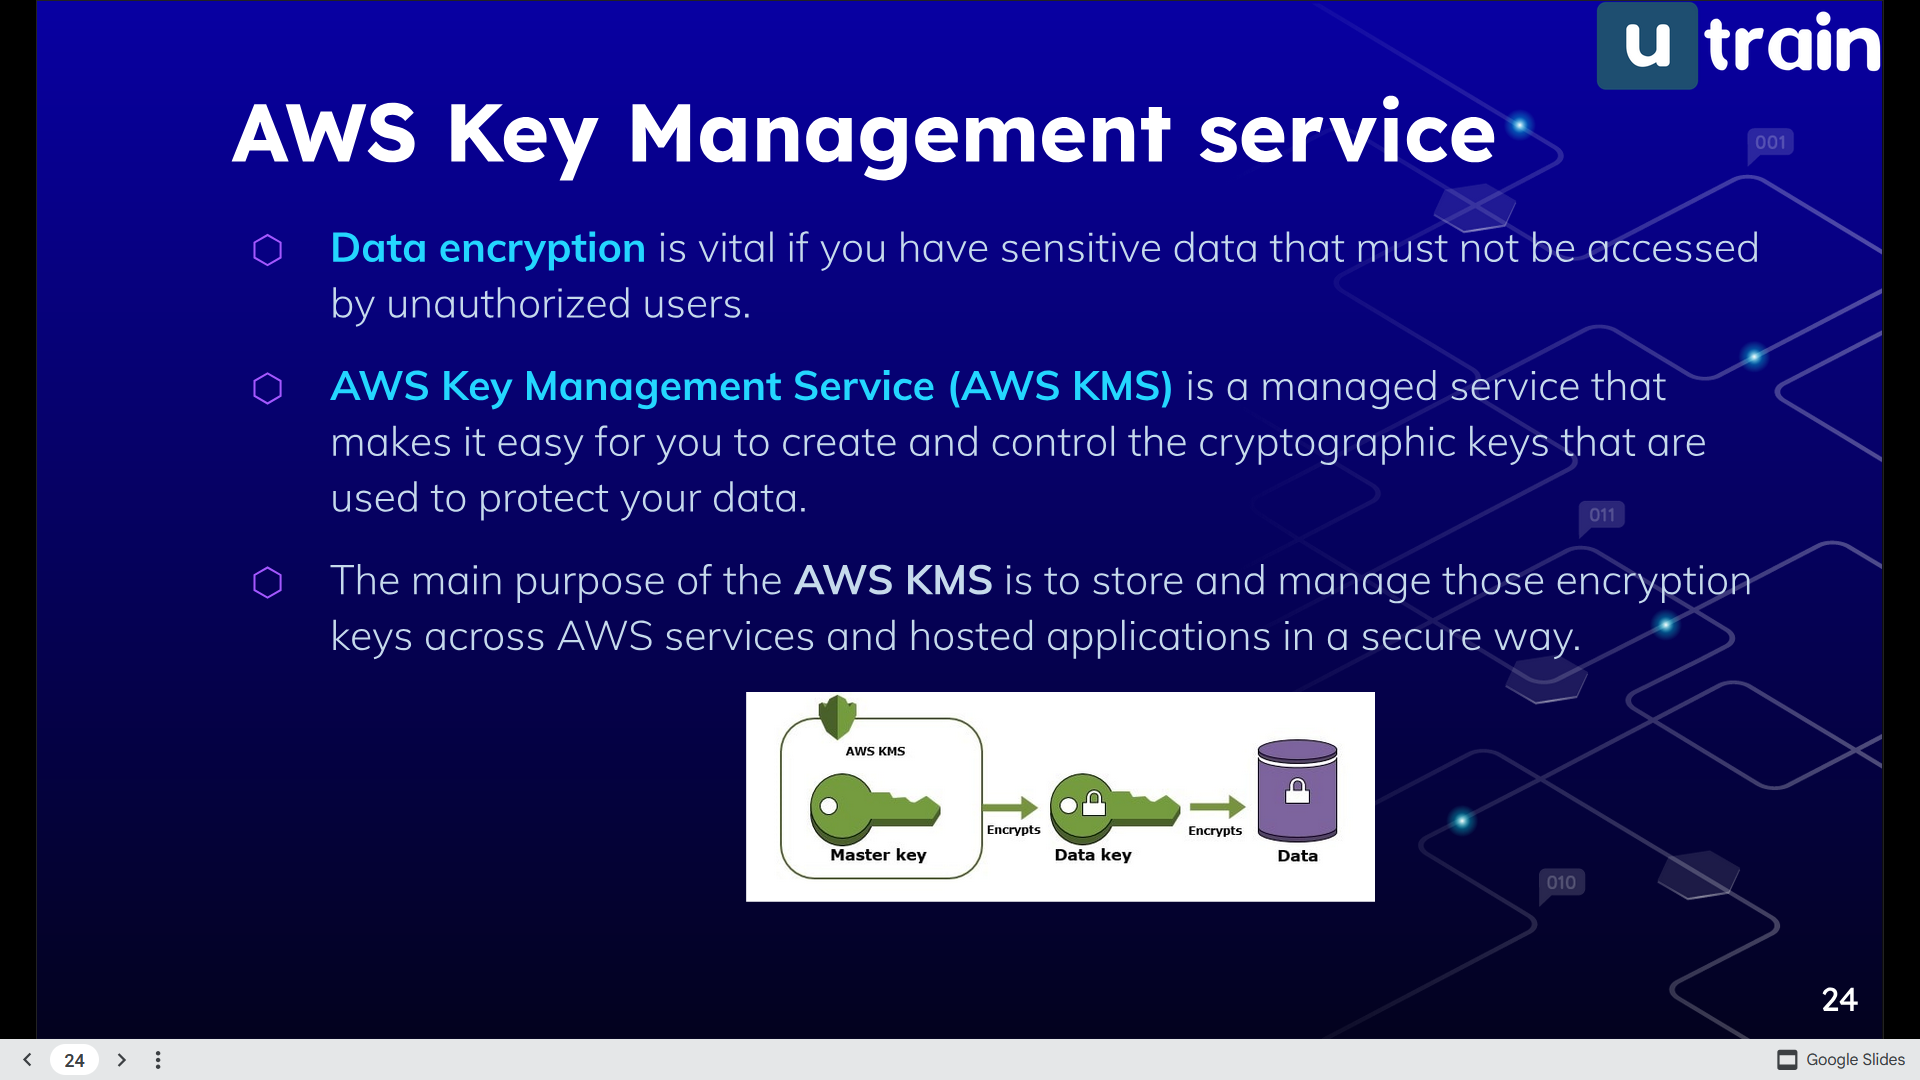 u train
AWS Key Management service
001
Data encryption is vital if you have sensitive data that must not be accessed
by unauthorized users.
AWS Key Management Service (AWS KMS) is a managed service that
makes it easy for you to create and control the cryptographic keys that are
used to protect your data.
011
The main purpose of the AWS KMS is to store and manage those encryption
keys across AWS services and hosted applications in a secure way.
AWS KMS
Encrypts
Encrypts
Master key
Data key
Data
010
24
24
Google Slides